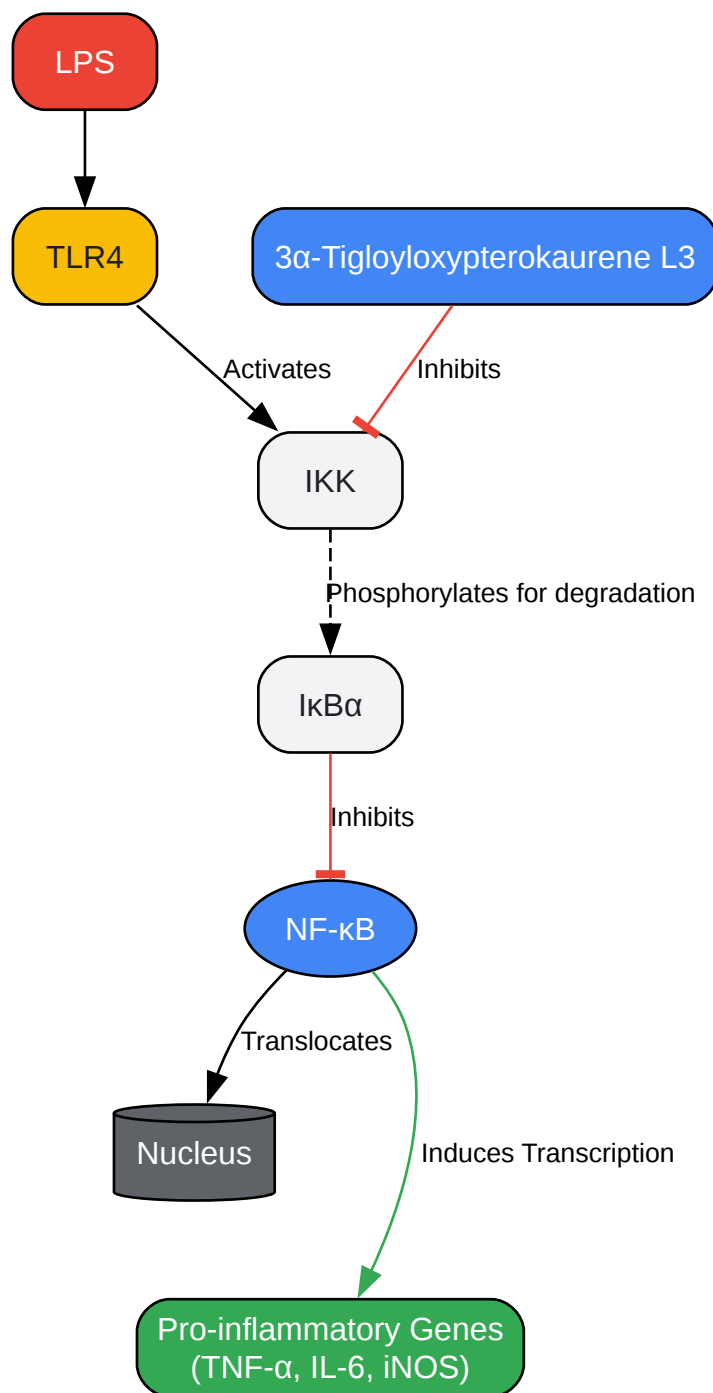 LPS
TLR4
3α-Tigloyloxypterokaurene L3
Activates
Inhibits
IKK
Phosphorylates for degradation
IκBα
Inhibits
NF-κB
Translocates
Nucleus
Induces Transcription
Pro-inflammatory Genes
(TNF-α, IL-6, iNOS)